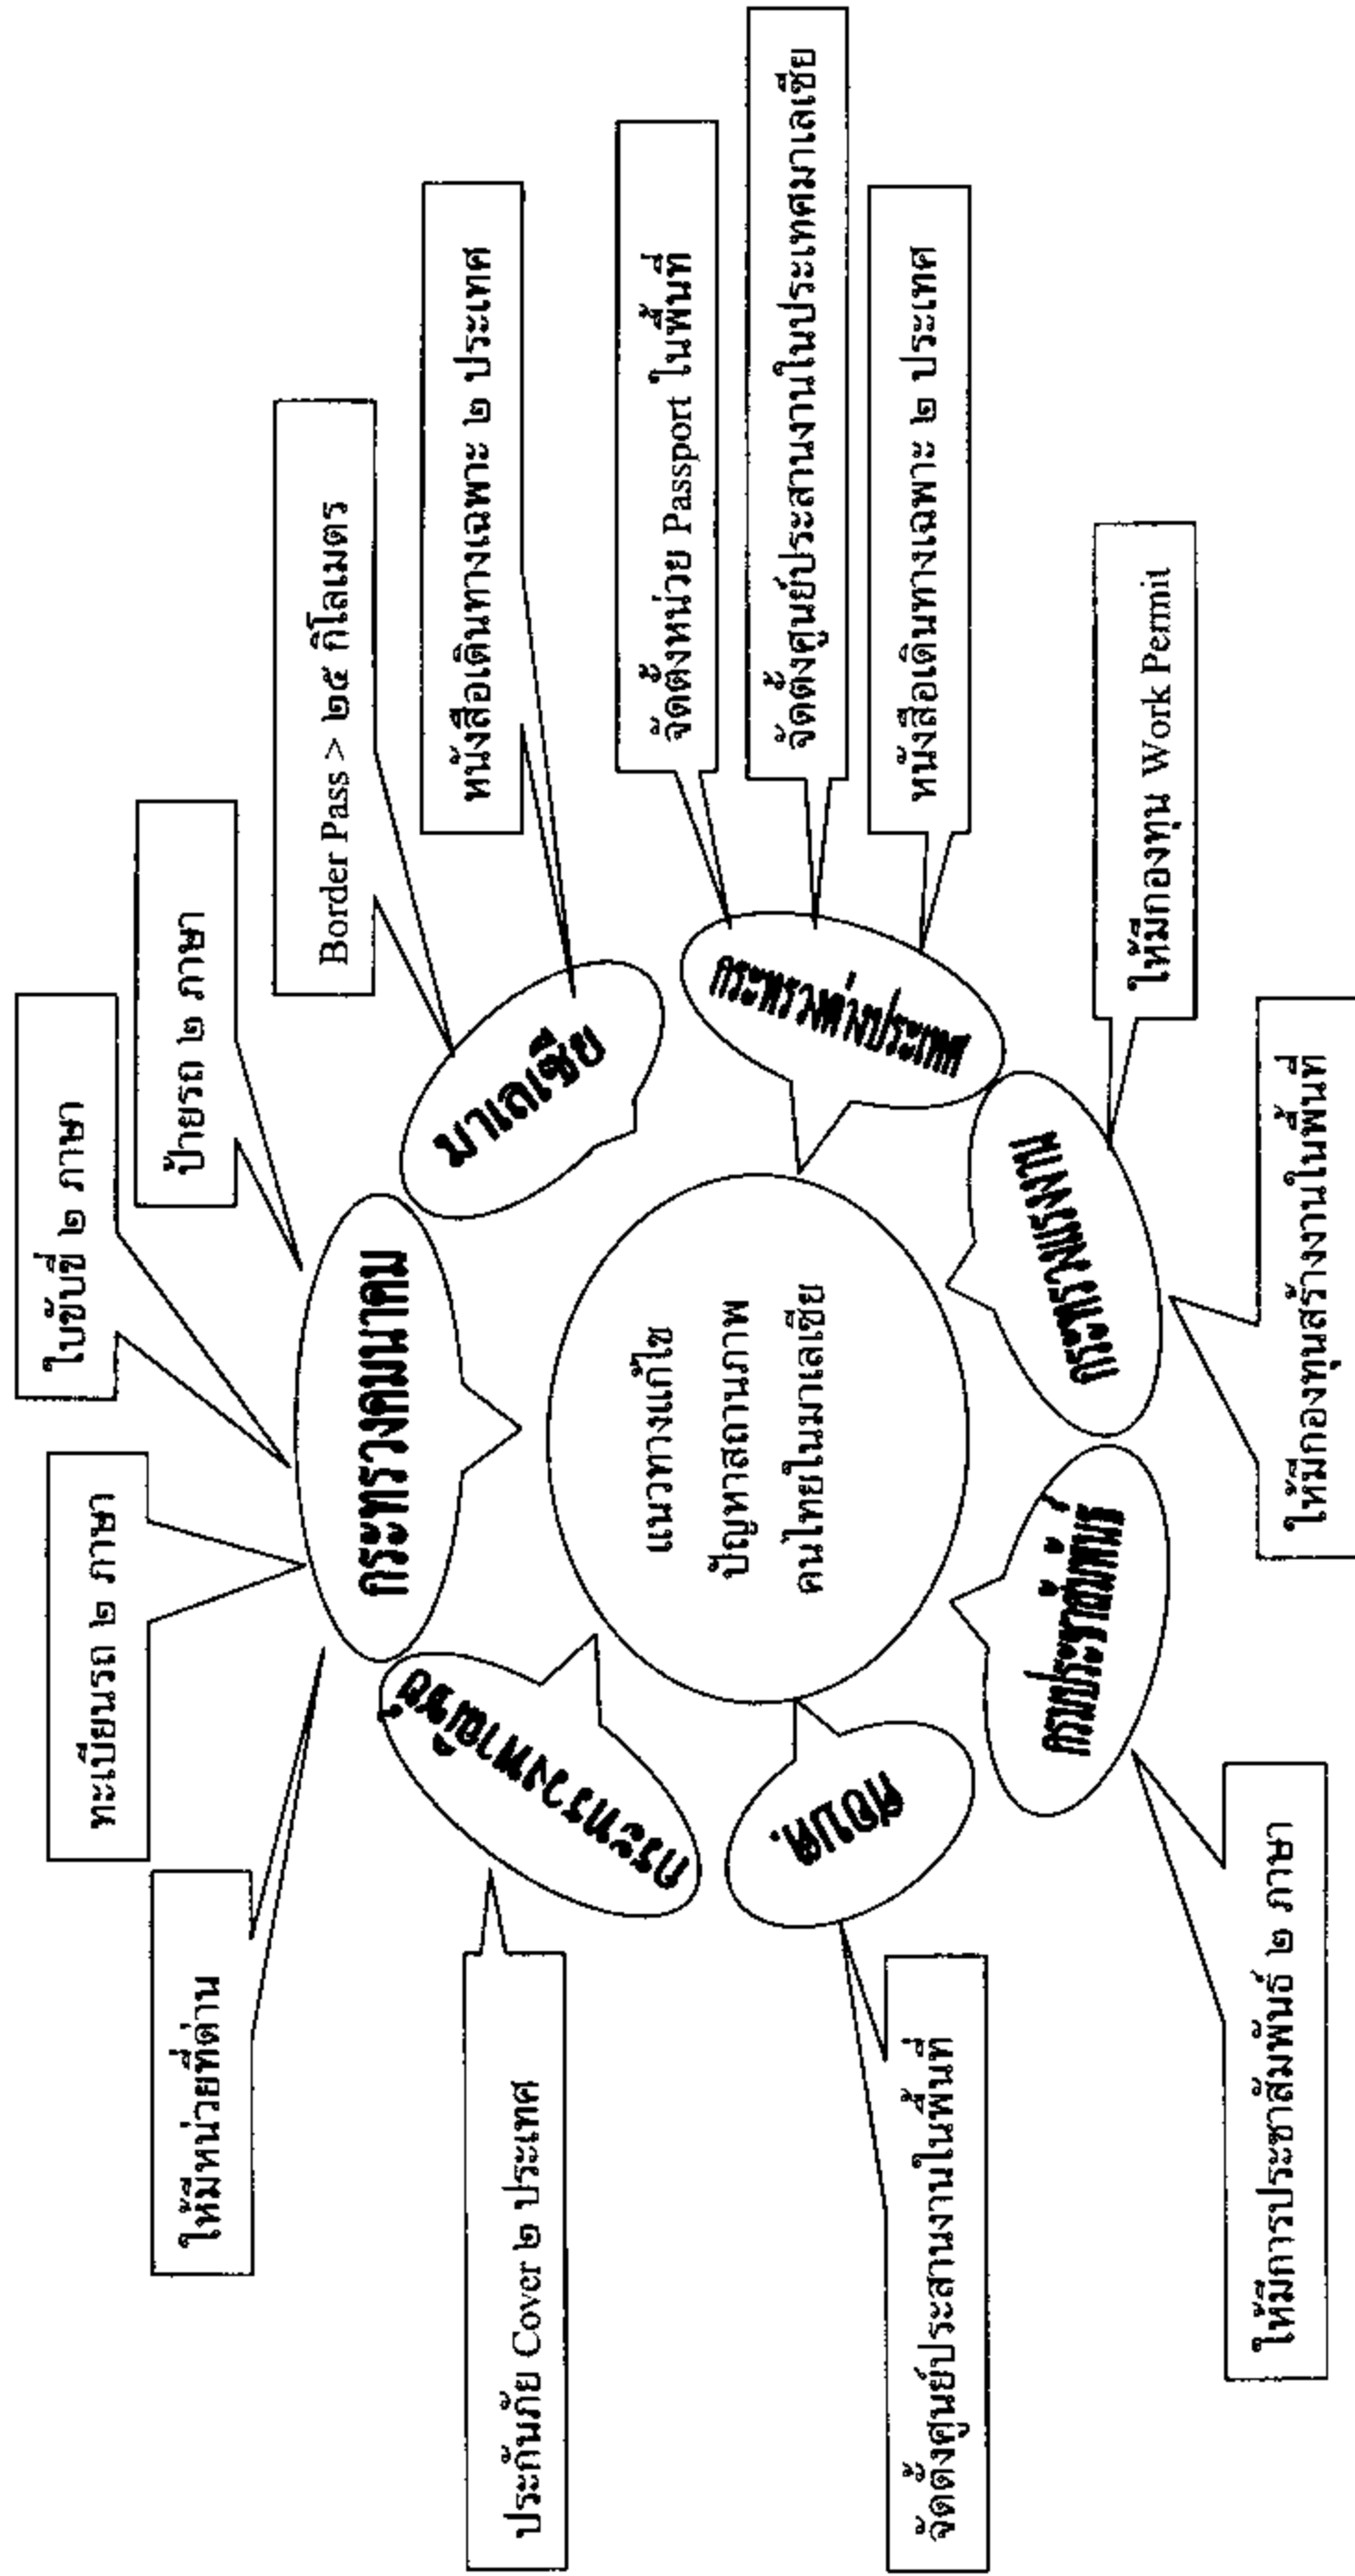 ใบขับขี่ ๒ ภาษา
ทะเบียนรถ ๒ ภาษา
ป้ายรถ ๒ ภาษา
ให้มีหน่วยที่ด่าน
Border Pass > ๒๕ กิโลเมตร
กระทรวงคมนาคม
มาเลเซีย
หนังสือเดินทางเฉพาะ ๒ ประเทศ
กระทรวงพาณิชย์
ประกันภัย Cover ๒ ประเทศ
แนวทางแก้ไข
ปัญหาสถานภาพ
คนไทยในมาเลเซีย
กระทรวงต่างประเทศ
จัดตั้งหน่วย Passport ในพื้นที่
จัดตั้งศูนย์ประสานงานในประเทศมาเลเซีย
หนังสือเดินทางเฉพาะ ๒ ประเทศ
ศอบต.
จัดตั้งศูนย์ประสานงานในพื้นที่
กรมประชาสัมพันธ์
กระทรวงแรงงาน
ให้มีกองทุน Work Permit
ให้มีการประชาสัมพันธ์ ๒ ภาษา
ให้มีกองทุนสร้างงานในพื้นที่